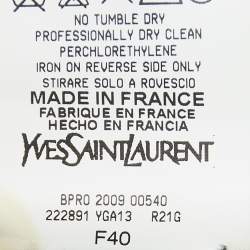 NO TUMBLE DRY
PROFESSIONALLY DRY CLEAN
PERCHLORETHYLENE
IRON ON REVERSE SIDE ONLY
STIRARE SOLO A ROVESCIO
MADE IN FRANCE
FABRIQUE EN FRANCE
HECHO EN FRANCIA
YVESSAINTLAURENT
BPRO 2009 00540
222891 YGA13 R21G
F40